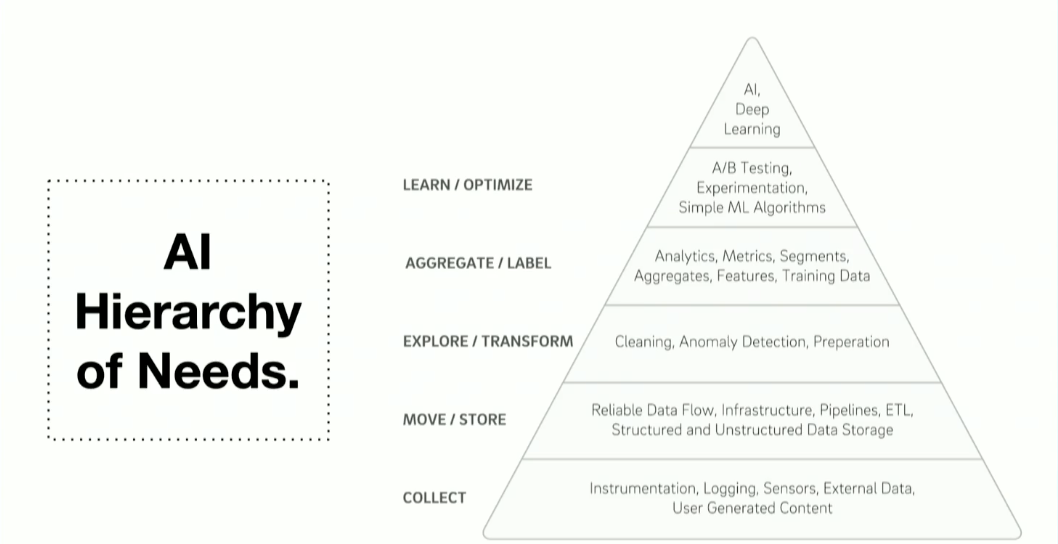 AI
Hierarchy
of Needs.
AI,
Deep
Learning
LEARN / OPTIMIZE
A/B Testing,
Experimentation,
Simple ML Algorithms
AGGREGATE / LABEL
Analytics, Metrics, Segments,
Aggregates, Features, Training Data
EXPLORE / TRANSFORM
Cleaning, Anomaly Detection, Preperation
MOVE / STORE
Reliable Data Flow, Infrastructure, Pipelines, ETL,
Structured and Unstructured Data Storage
COLLECT
Instrumentation, Logging, Sensors, External Data,
User Generated Content